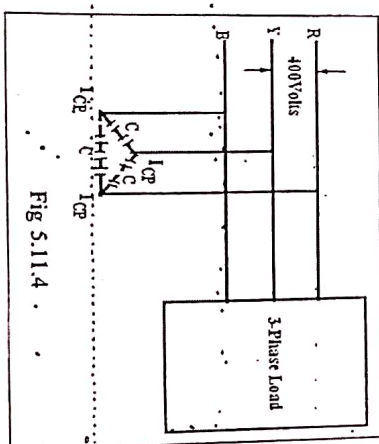 R
Y
B
400Volts
3-Phase Load
I_CP
C
C
I_CP
C
I_CP
Fig 5.11.4